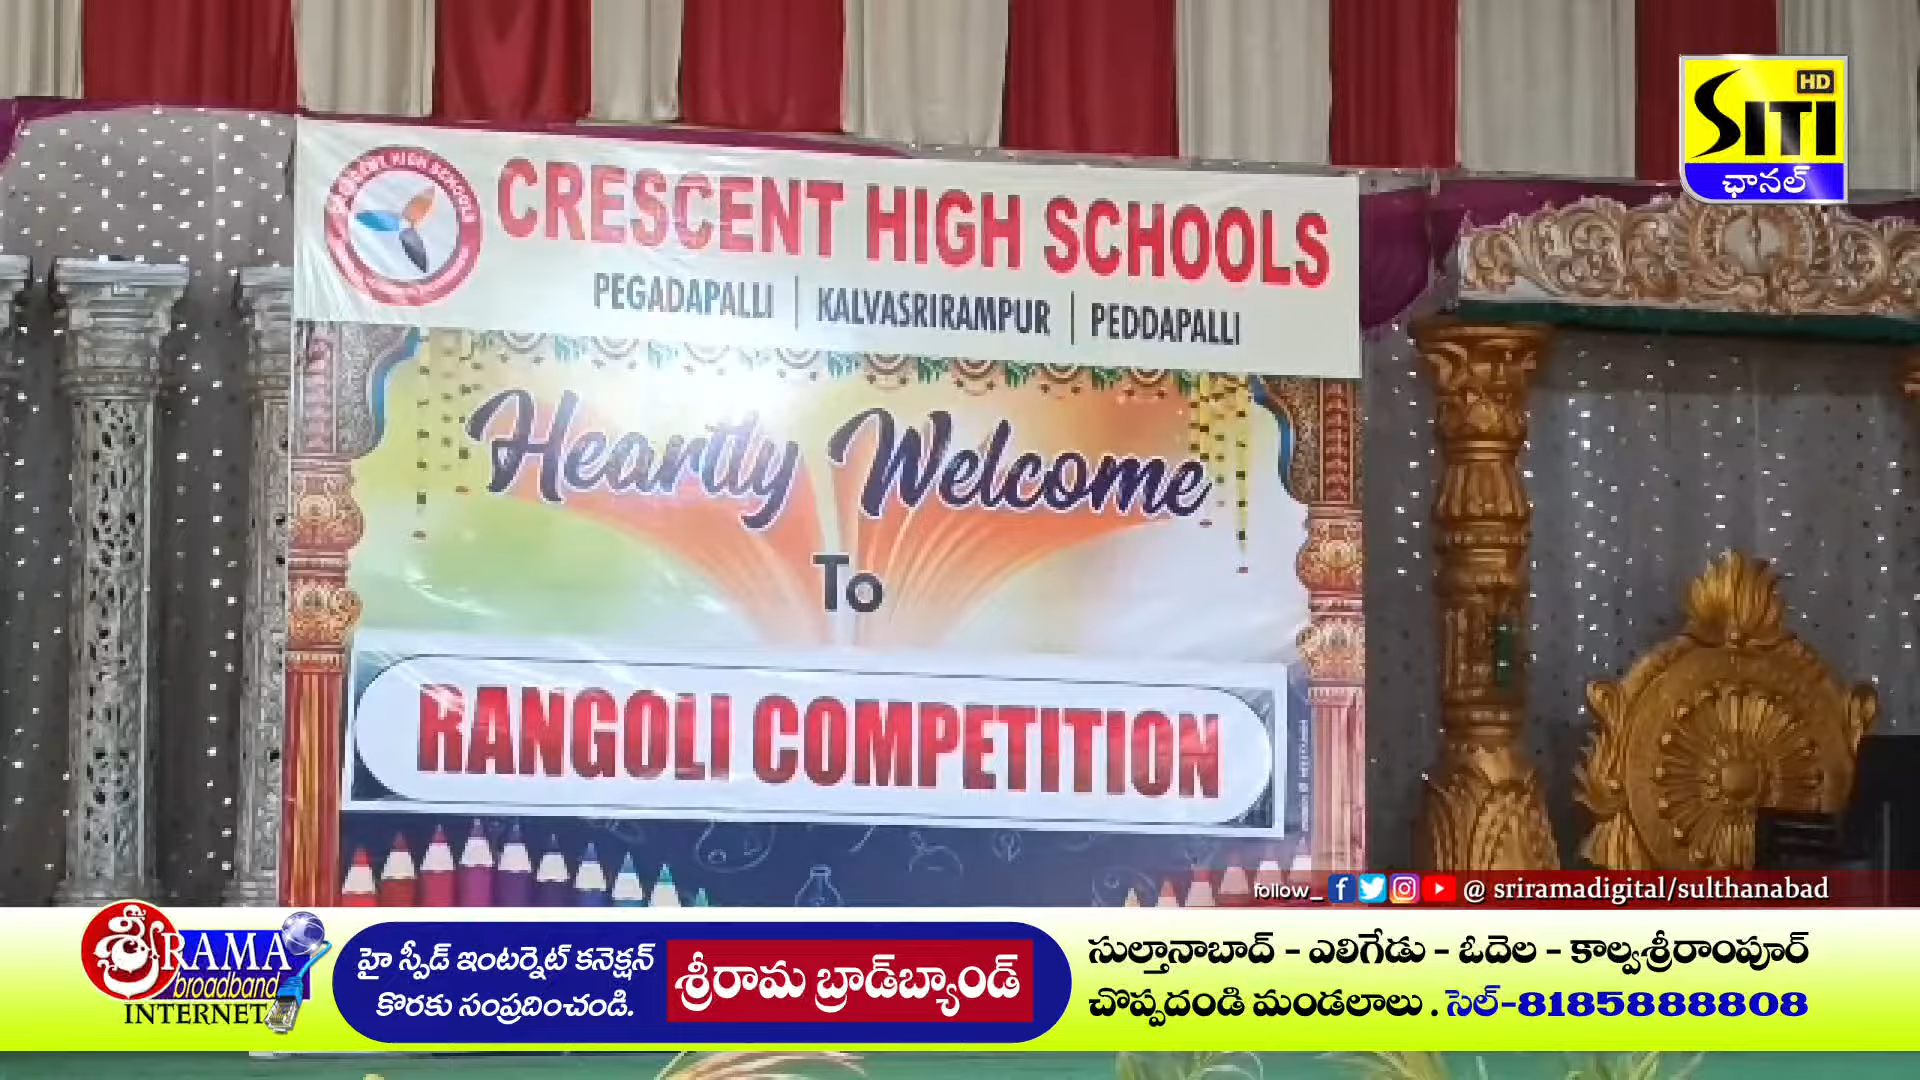 HD
SITI
ఛానల్
CRESCENT HIGH SCHOOLS
PEGADAPALLI | KALVASRIRAMPUR | PEDDAPALLI
Heartly Welcome
To
RANGOLI COMPETITION
follow_ @ sriramadigital/sulthanabad
శ్రీRAMA
broadband
INTERNET
హై స్పీడ్ ఇంటర్నెట్ కనెక్షన్
కొరకు సంప్రదించండి.
శ్రీరామ బ్రాడ్‌బ్యాండ్
సుల్తానాబాద్ - ఎలిగేడు - ఓదెల - కాల్వశ్రీరాంపూర్
చొప్పదండి మండలాలు . సెల్-8185888808